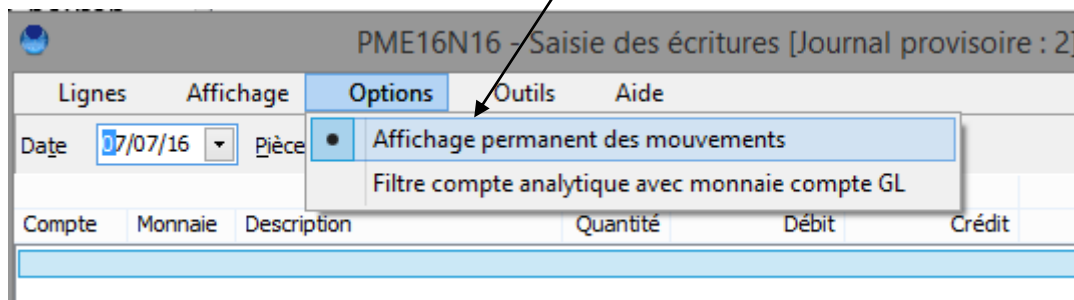 PME16N16 - Saisie des écritures [Journal provisoire : 2]
Lignes Affichage Options Outils Aide
Date 07/07/16 Pièce Affichage permanent des mouvements
Filtre compte analytique avec monnaie compte GL
Compte Monnaie Description Quantité Débit Crédit